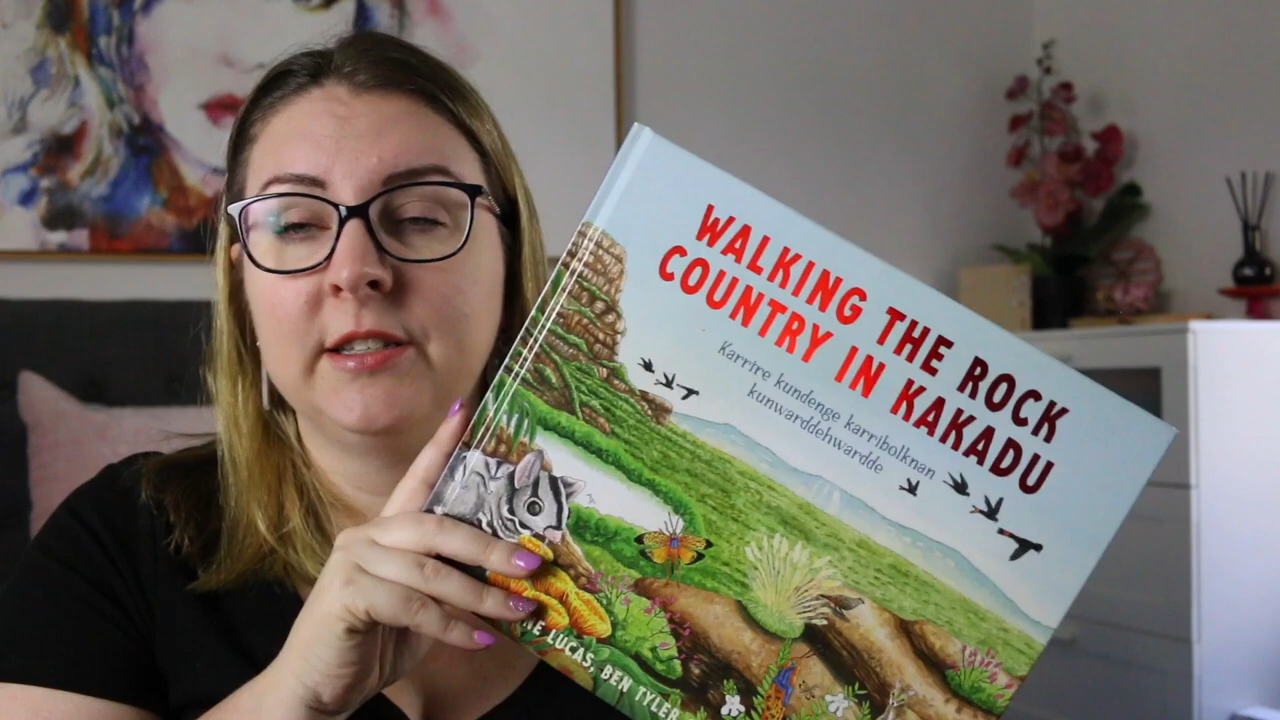 WALKING THE ROCK
COUNTRY IN KAKADU
Karrire kundenge karribolknan
kunwarddehwardde
LUCAS, BEN TYLER